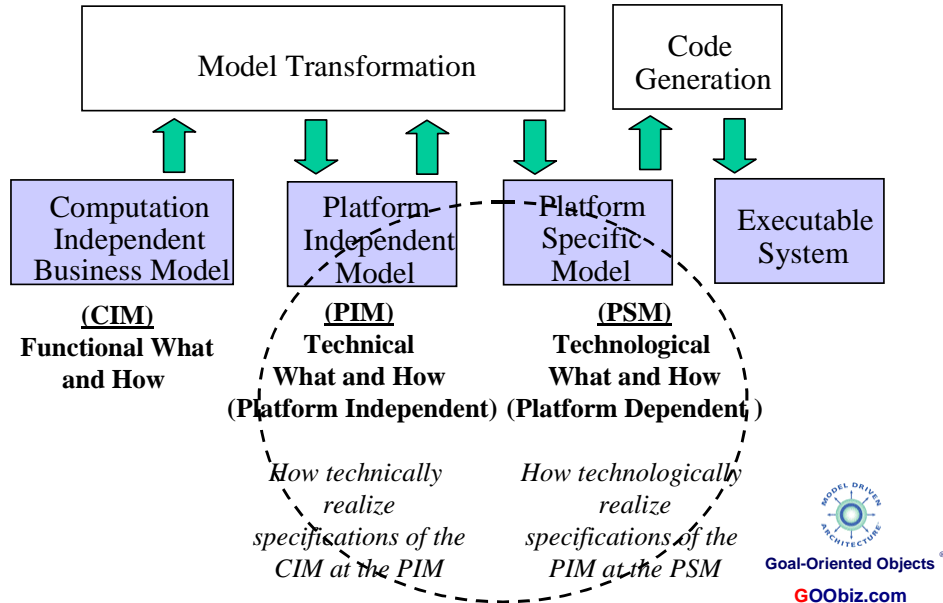 Model Transformation
Code
Generation
Computation
Independent
Business Model
Platform
Independent
Model
Platform
Specific
Model
Executable
System
(CIM)
Functional What
and How
(PIM)
Technical
What and How
(Platform Independent)
(PSM)
Technological
What and How
(Platform Dependent )
How technically
realize
specifications of the
CIM at the PIM
How technologically
realize
specifications of the
PIM at the PSM
MODEL DRIVEN
ARCHITECTURE
Goal-Oriented Objects ®
GOObiz.com